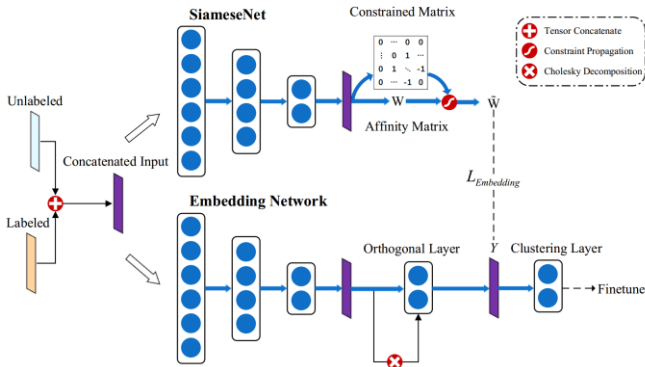 SiameseNet
Constrained Matrix
0 ··· 0 0
⋮ 0 1 ···
0 1 ⋱ -1
0 ··· -1 0
Tensor Concatenate
Constraint Propagation
Cholesky Decomposition
Unlabeled
W
W̃
Affinity Matrix
Concatenated Input
L_Embedding
Embedding Network
Labeled
Orthogonal Layer
Y
Clustering Layer
Finetune